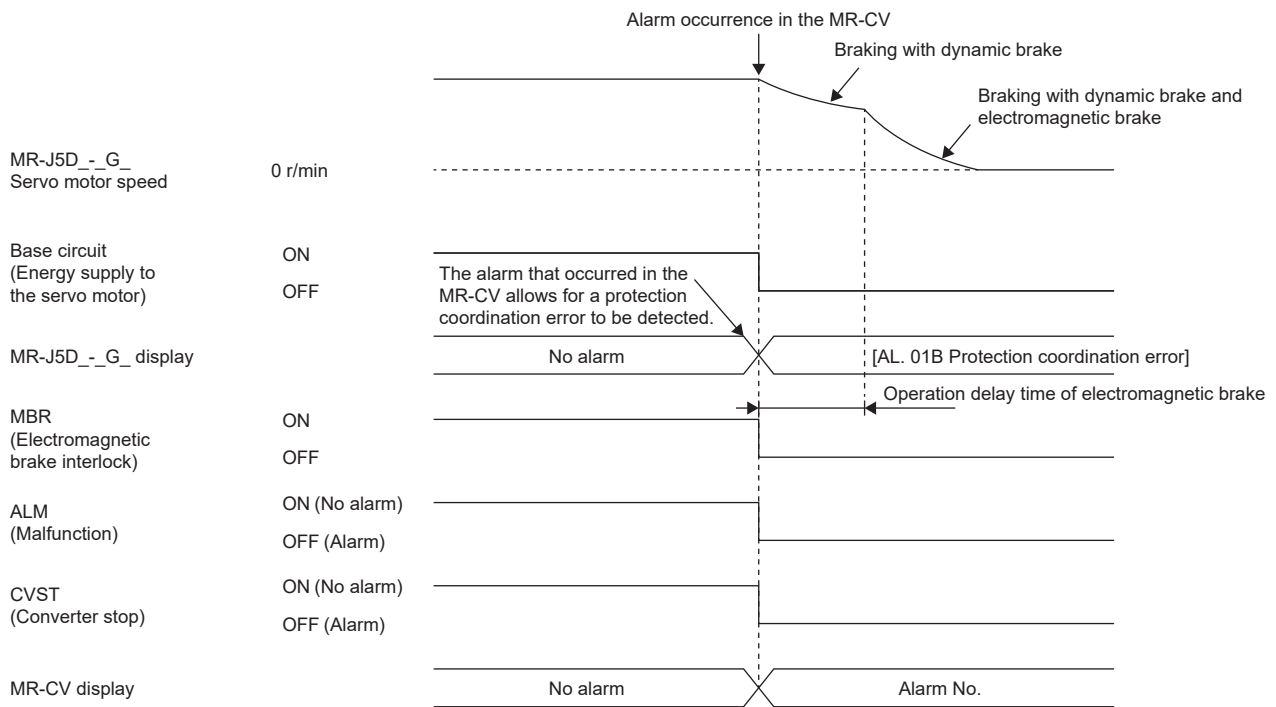 Alarm occurrence in the MR-CV
Braking with dynamic brake
Braking with dynamic brake and
electromagnetic brake
MR-J5D_-_G_
Servo motor speed
0 r/min
Base circuit
(Energy supply to
the servo motor)
ON
OFF
The alarm that occurred in the
MR-CV allows for a protection
coordination error to be detected.
MR-J5D_-_G_ display
No alarm
[AL. 01B Protection coordination error]
Operation delay time of electromagnetic brake
MBR
(Electromagnetic
brake interlock)
ON
OFF
ALM
(Malfunction)
ON (No alarm)
OFF (Alarm)
CVST
(Converter stop)
ON (No alarm)
OFF (Alarm)
MR-CV display
No alarm
Alarm No.